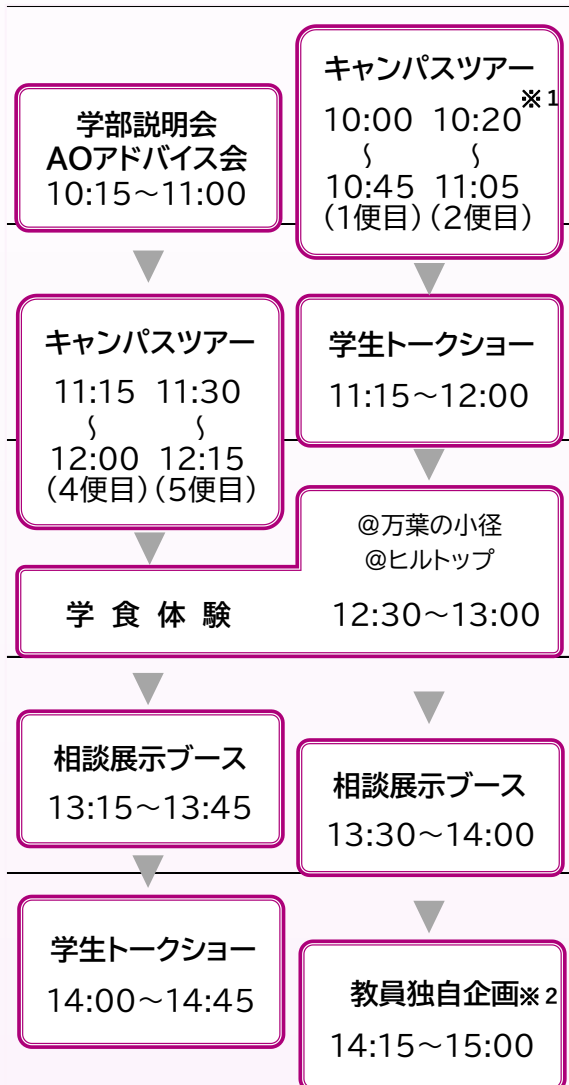 学部説明会
AOアドバイス会
10:15～11:00
キャンパスツアー
※1
10:00 10:20
∫ ∫
10:45 11:05
(1便目)(2便目)
キャンパスツアー
11:15 11:30
∫ ∫
12:00 12:15
(4便目)(5便目)
学生トークショー
11:15～12:00
@万葉の小径
@ヒルトップ
学食体験 12:30～13:00
相談展示ブース
13:15～13:45
相談展示ブース
13:30～14:00
学生トークショー
14:00～14:45
教員独自企画※2
14:15～15:00